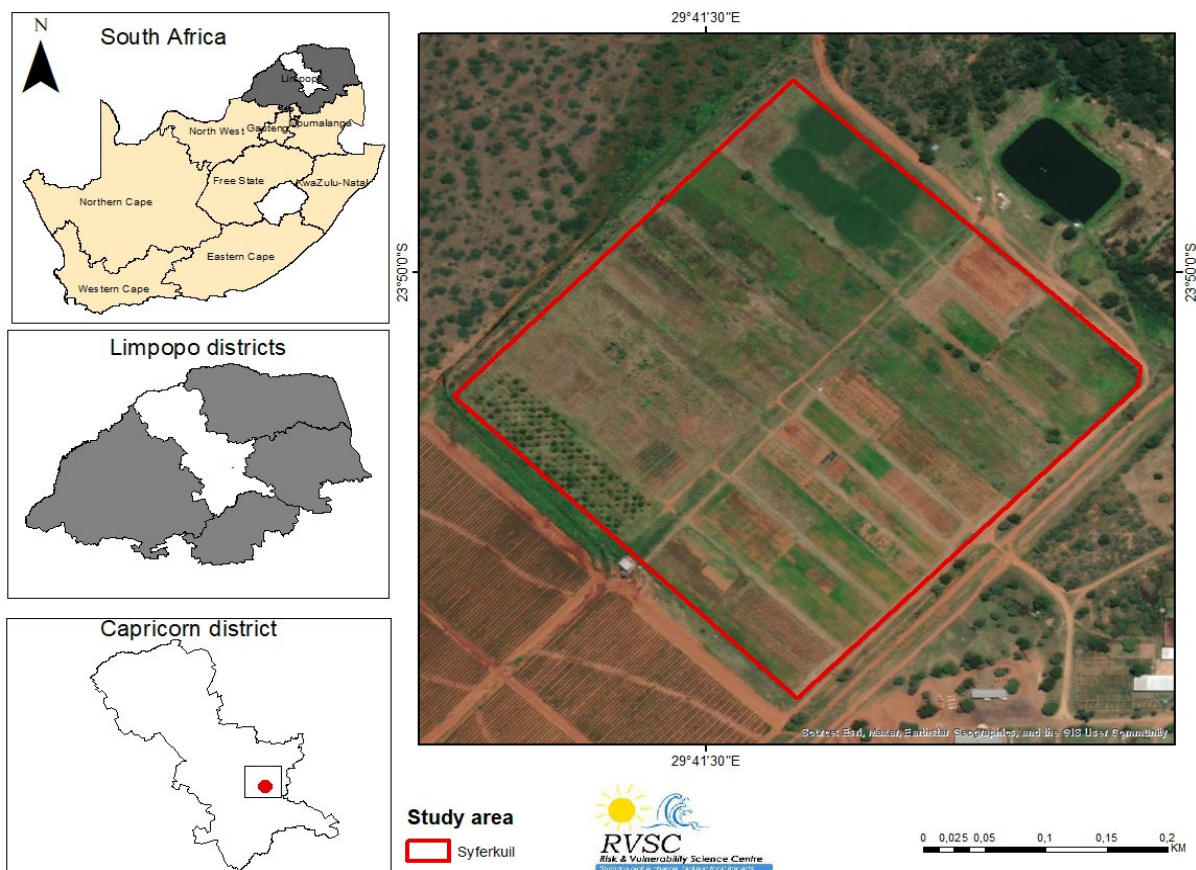 N
South Africa
Limpopo
North West
Gauteng
Mpumalanga
Free State
KwaZulu-Natal
Northern Cape
Eastern Cape
Western Cape
Limpopo districts
Capricorn district
29°41'30"E
23°50'0"S
23°50'0"S
Source: Esri, Maxar, Earthstar Geographics, and the GIS User Community
29°41'30"E
Study area
Syferkuil
RVSC
Risk & Vulnerability Science Centre
0 0,025 0,05 0,1 0,15 0,2
KM